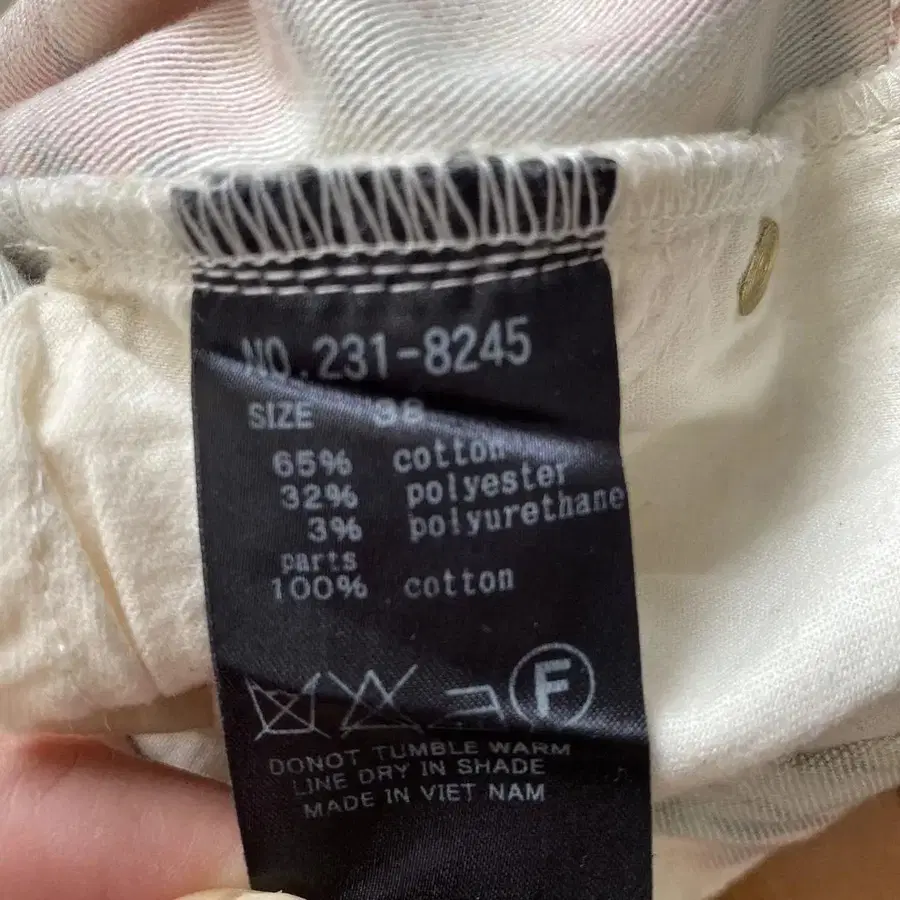 NO.231-8245
SIZE 38
65% cotton
32% polyester
3% polyurethane
parts
100% cotton
F
DONOT TUMBLE WARM
LINE DRY IN SHADE
MADE IN VIET NAM